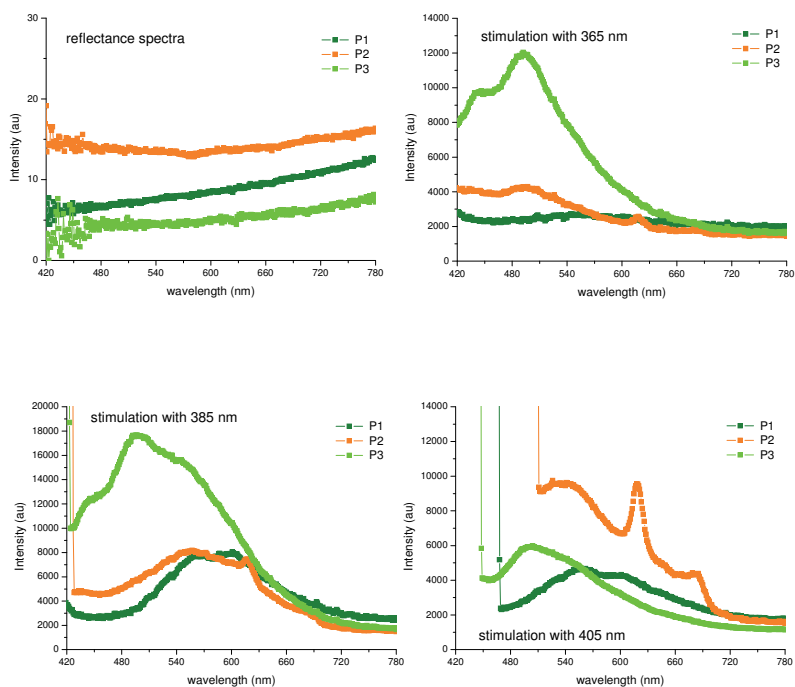 reflectance spectra
P1
P2
P3
Intensity (au)
30
20
10
0
420 480 540 600 660 720 780
wavelength (nm)
stimulation with 365 nm
P1
P2
P3
Intensity (au)
12000
10000
8000
6000
4000
2000
0
420 480 540 600 660 720 780
wavelength (nm)
stimulation with 385 nm
P1
P2
P3
Intensity (au)
20000
18000
16000
14000
12000
10000
8000
6000
4000
2000
0
420 480 540 600 660 720 780
wavelength (nm)
P1
P2
P3
Intensity (au)
14000
12000
10000
8000
6000
4000
2000
0
stimulation with 405 nm
420 480 540 600 660 720 780
wavelength (nm)